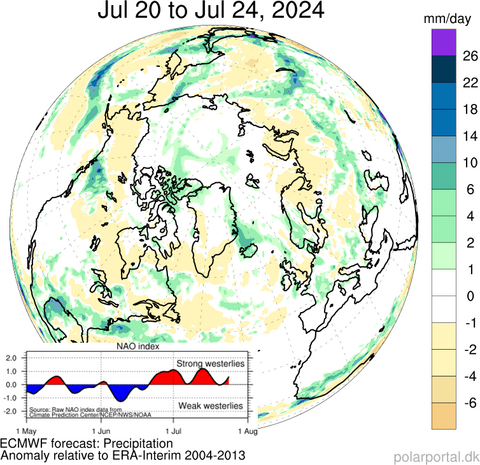 Jul 20 to Jul 24, 2024
mm/day
26
22
18
14
10
6
4
2
1
0
-1
-2
-4
-6
NAO index
2.0
1.0
0.0
-1.0
-2.0
Strong westerlies
Weak westerlies
Source: Raw NAO index data from
Climate Prediction Center/NCEP/NWS/NOAA
1 May
1 Jun
1 Jul
1 Aug
ECMWF forecast: Precipitation
Anomaly relative to ERA-Interim 2004-2013
polarportal.dk